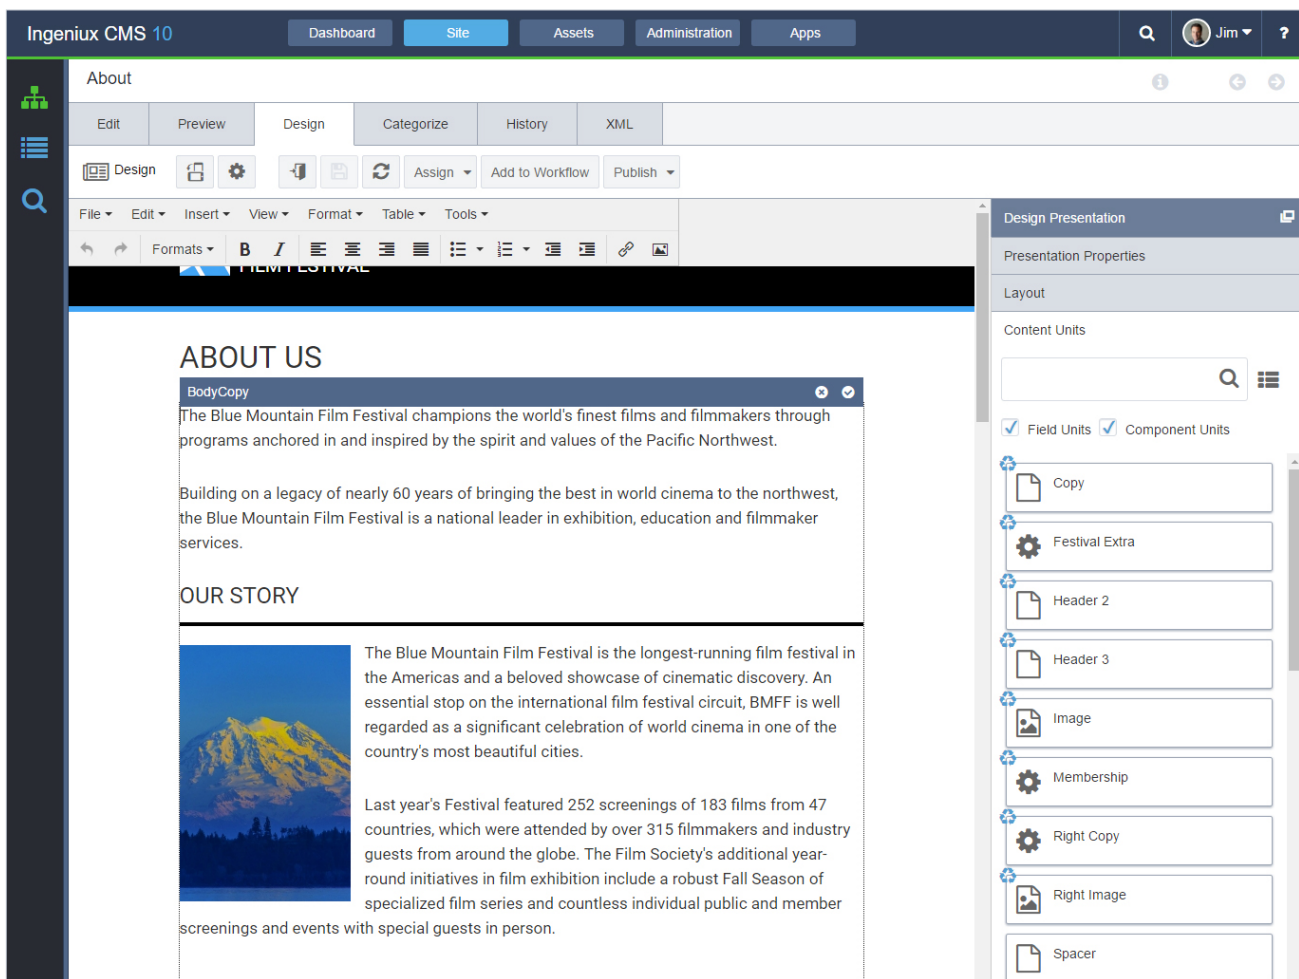 Ingeniux CMS 10
Dashboard
Site
Assets
Administration
Apps
Jim
?
About
Edit
Preview
Design
Categorize
History
XML
Design
Assign
Add to Workflow
Publish
File
Edit
Insert
View
Format
Table
Tools
Formats
B
I
FILM FESTIVAL
ABOUT US
BodyCopy
The Blue Mountain Film Festival champions the world's finest films and filmmakers through
programs anchored in and inspired by the spirit and values of the Pacific Northwest.
Building on a legacy of nearly 60 years of bringing the best in world cinema to the northwest,
the Blue Mountain Film Festival is a national leader in exhibition, education and filmmaker
services.
OUR STORY
The Blue Mountain Film Festival is the longest-running film festival in
the Americas and a beloved showcase of cinematic discovery. An
essential stop on the international film festival circuit, BMFF is well
regarded as a significant celebration of world cinema in one of the
country's most beautiful cities.
Last year's Festival featured 252 screenings of 183 films from 47
countries, which were attended by over 315 filmmakers and industry
guests from around the globe. The Film Society's additional year-
round initiatives in film exhibition include a robust Fall Season of
specialized film series and countless individual public and member
screenings and events with special guests in person.
Design Presentation
Presentation Properties
Layout
Content Units
Field Units
Component Units
Copy
Festival Extra
Header 2
Header 3
Image
Membership
Right Copy
Right Image
Spacer